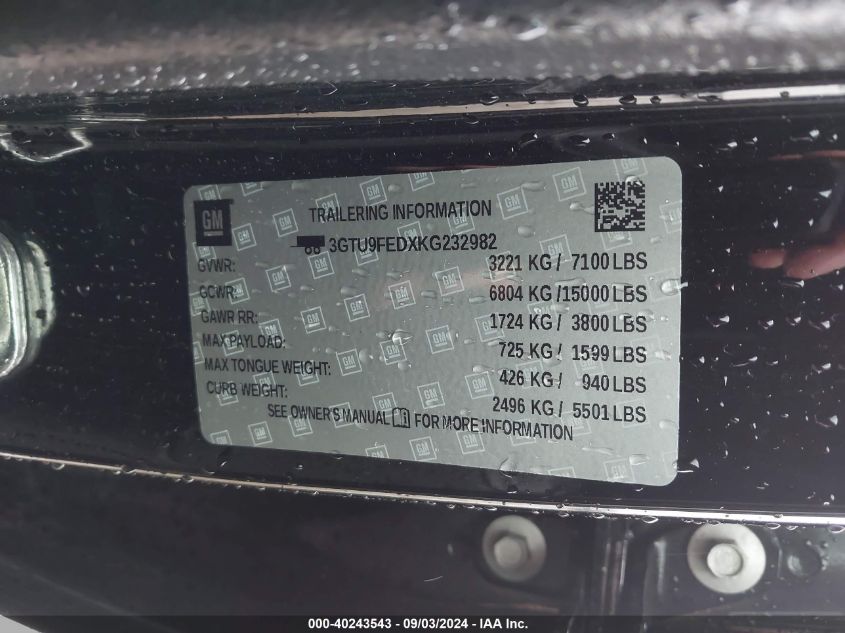 GM
TRAILERING INFORMATION
3GTU9FEDXKG232982
GVWR: 3221 KG / 7100 LBS
GCWR: 6804 KG / 15000 LBS
GAWR RR: 1724 KG / 3800 LBS
MAX PAYLOAD: 725 KG / 1599 LBS
MAX TONGUE WEIGHT: 426 KG / 940 LBS
CURB WEIGHT: 2496 KG / 5501 LBS
SEE OWNER'S MANUAL FOR MORE INFORMATION
000-40243543 - 09/03/2024 - IAA Inc.